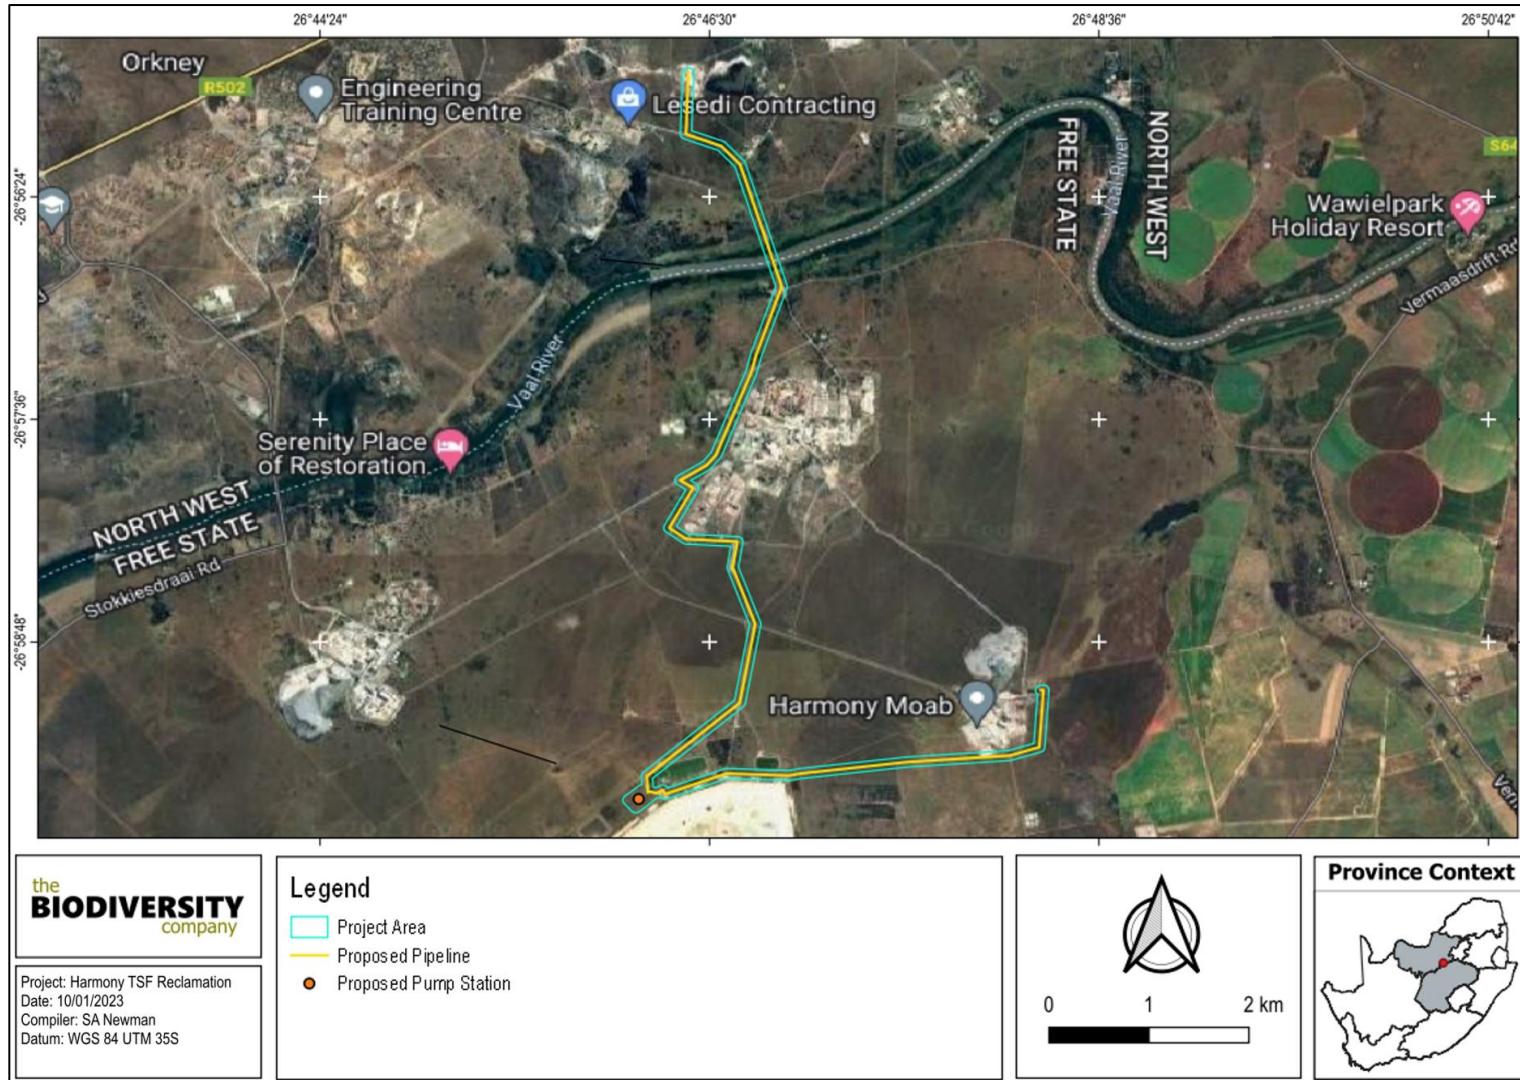 26°44'24"
26°46'30"
26°48'36"
26°50'42"
-26°56'24"
-26°57'36"
-26°58'48"
Orkney
R502
Engineering
Training Centre
Lesedi Contracting
FREE STATE
NORTH WEST
Vaal River
S64
Wawielpark
Holiday Resort
Vermaasdrift Rd
Vaal River
Serenity Place
of Restoration
NORTH WEST
FREE STATE
Stokkiesdraai Rd
Harmony Moab
the
BIODIVERSITY
company
Project: Harmony TSF Reclamation
Date: 10/01/2023
Compiler: SA Newman
Datum: WGS 84 UTM 35S
Legend
Project Area
Proposed Pipeline
Proposed Pump Station
0 1 2 km
Province Context